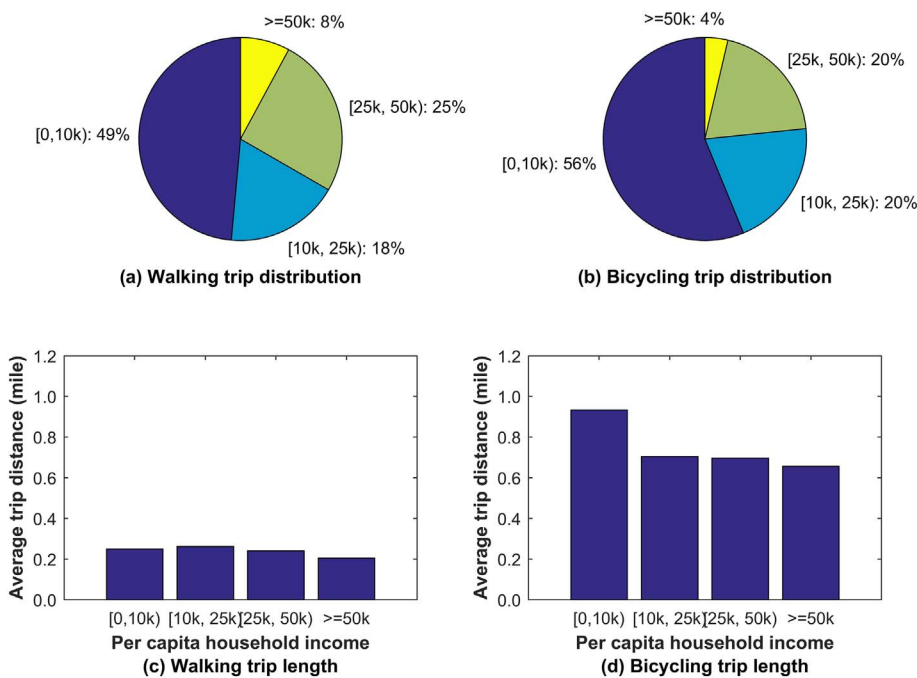 >=50k: 8%
[25k, 50k): 25%
[0,10k): 49%
[10k, 25k): 18%
(a) Walking trip distribution
>=50k: 4%
[25k, 50k): 20%
[0,10k): 56%
[10k, 25k): 20%
(b) Bicycling trip distribution
Average trip distance (mile)
1.2
1.0
0.8
0.6
0.4
0.2
0.0
[0,10k) [10k, 25k) [25k, 50k) >=50k
Per capita household income
(c) Walking trip length
Average trip distance (mile)
1.2
1.0
0.8
0.6
0.4
0.2
0.0
[0,10k) [10k, 25k) [25k, 50k) >=50k
Per capita household income
(d) Bicycling trip length